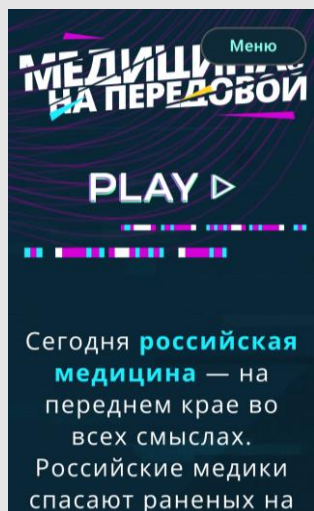 Меню
МЕДИЦИНА
НА ПЕРЕДОВОЙ
PLAY
Сегодня российская
медицина — на
переднем крае во
всех смыслах.
Российские медики
спасают раненых на